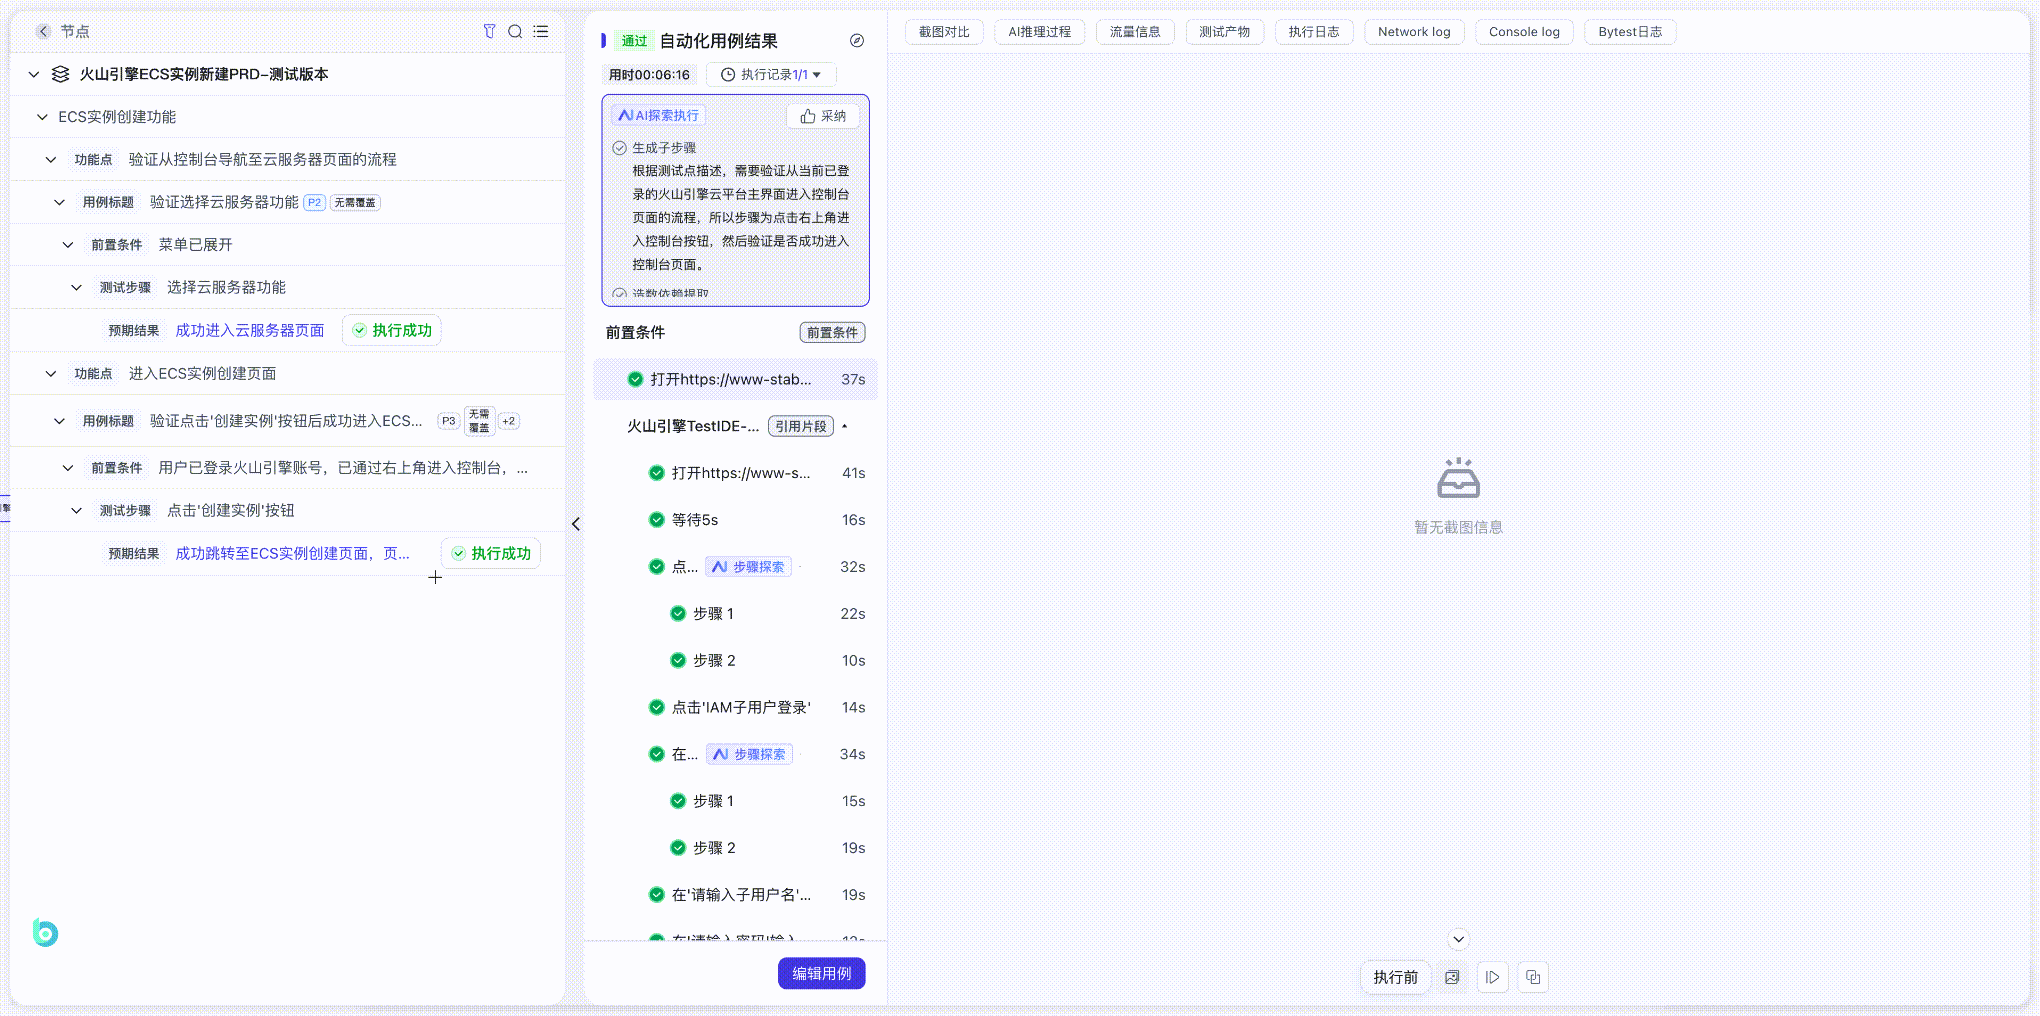 节点
火山引擎ECS实例新建PRD-测试版本
ECS实例创建功能
功能点 验证从控制台导航至云服务器页面的流程
用例标题 验证选择云服务器功能 P2 无需覆盖
前置条件 菜单已展开
测试步骤 选择云服务器功能
预期结果 成功进入云服务器页面 执行成功
功能点 进入ECS实例创建页面
用例标题 验证点击'创建实例'按钮后成功进入ECS... P3 无需覆盖 +2
前置条件 用户已登录火山引擎账号，已通过右上角进入控制台，...
测试步骤 点击'创建实例'按钮
预期结果 成功跳转至ECS实例创建页面，页... 执行成功
通过 自动化用例结果
用时00:06:16 执行记录1/1
AI探索执行 采纳
生成子步骤
根据测试点描述，需要验证从当前已登
录的火山引擎云平台主界面进入控制台
页面的流程，所以步骤为点击右上角进
入控制台按钮，然后验证是否成功进入
控制台页面。
造数依赖提取
前置条件 前置条件
打开https://www-stab... 37s
火山引擎TestIDE-... 引用片段
打开https://www-s... 41s
等待5s 16s
点... 步骤探索 32s
步骤 1 22s
步骤 2 10s
点击'IAM子用户登录' 14s
在... 步骤探索 34s
步骤 1 15s
步骤 2 19s
在'请输入子用户名'... 19s
在'请输入密码'输入
编辑用例
截图对比 AI推理过程 流量信息 测试产物 执行日志 Network log Console log Bytest日志
暂无截图信息
执行前